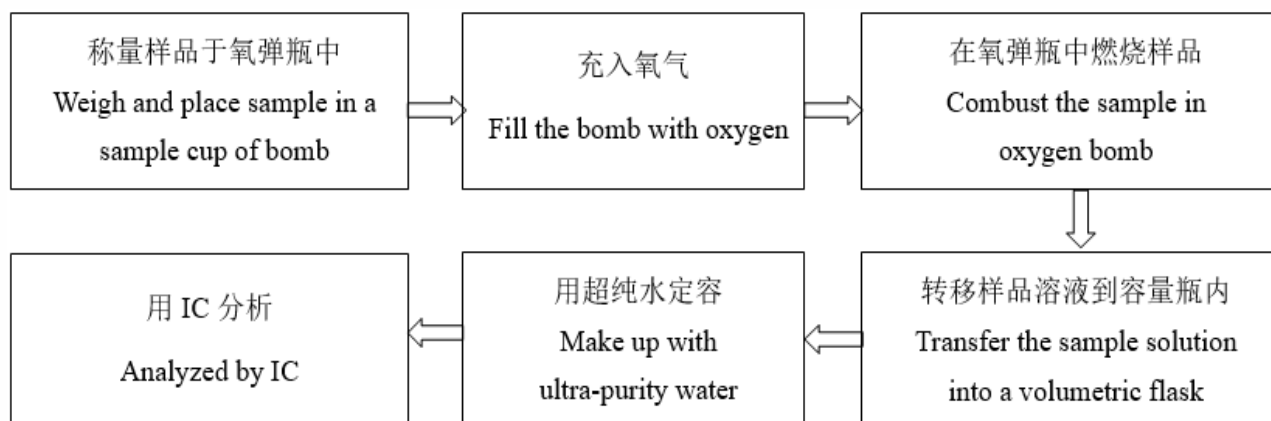 称量样品于氧弹瓶中
Weigh and place sample in a
sample cup of bomb
充入氧气
Fill the bomb with oxygen
在氧弹瓶中燃烧样品
Combust the sample in
oxygen bomb
转移样品溶液到容量瓶内
Transfer the sample solution
into a volumetric flask
用超纯水定容
Make up with
ultra-purity water
用 IC 分析
Analyzed by IC